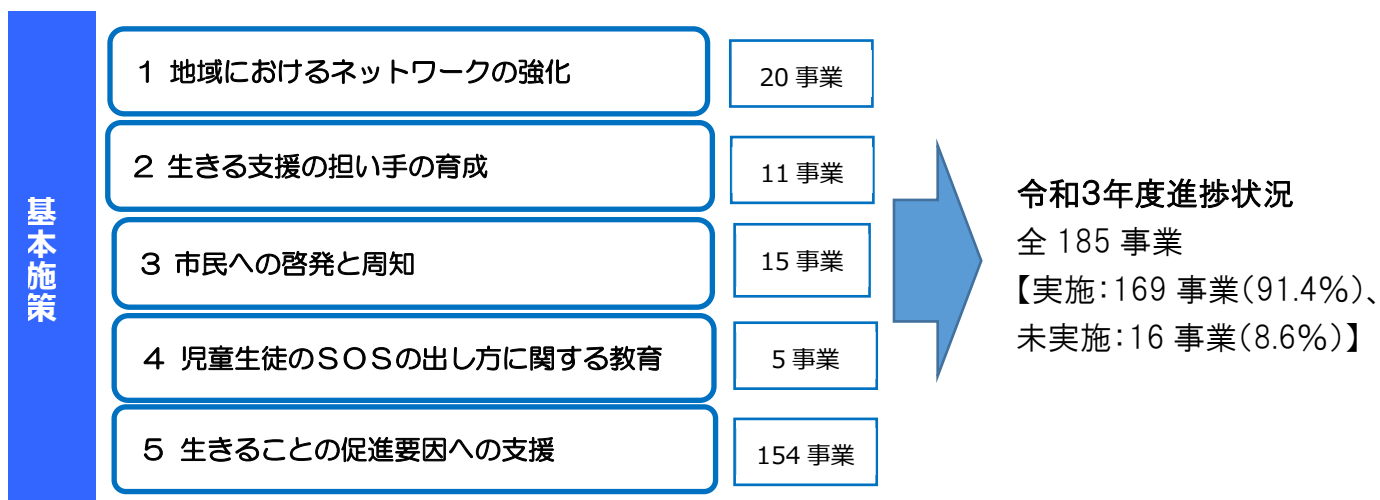 基本施策
1 地域におけるネットワークの強化
20 事業
2 生きる支援の担い手の育成
11 事業
3 市民への啓発と周知
15 事業
4 児童生徒のSOSの出し方に関する教育
5 事業
5 生きることの促進要因への支援
154 事業
令和3年度進捗状況
全 185 事業
【実施:169 事業(91.4%)、
未実施:16 事業(8.6%)】